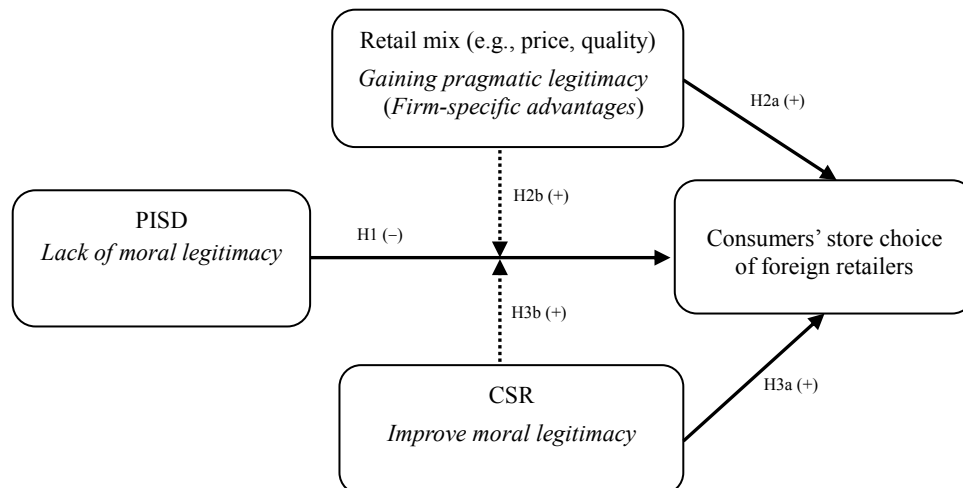 Retail mix (e.g., price, quality)
Gaining pragmatic legitimacy
(Firm-specific advantages)
H2a (+)
H2b (+)
PISD
Lack of moral legitimacy
H1 (–)
Consumers’ store choice
of foreign retailers
H3b (+)
CSR
Improve moral legitimacy
H3a (+)